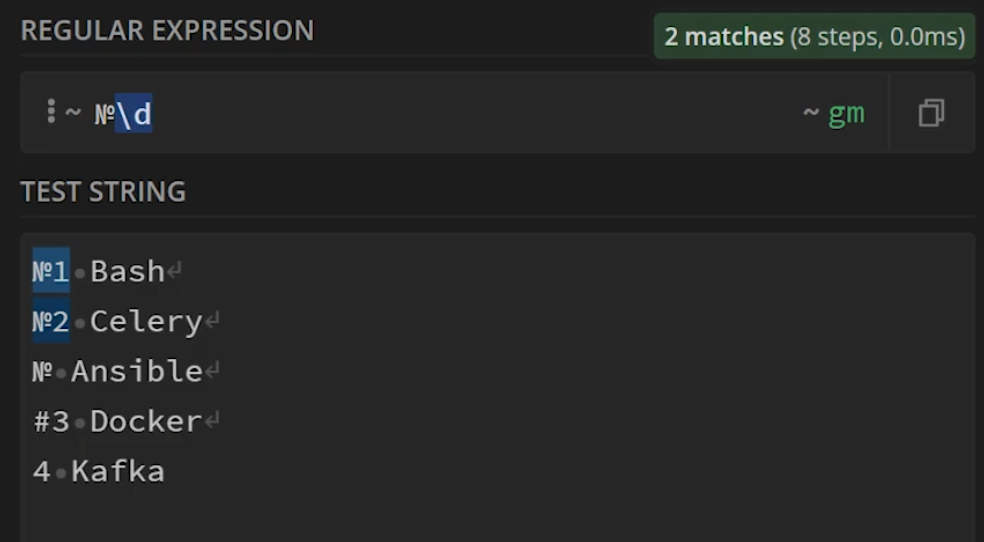 REGULAR EXPRESSION
2 matches (8 steps, 0.0ms)
~ №\d ~ gm
TEST STRING
№1 Bash
№2 Celery
№ Ansible
#3 Docker
4 Kafka